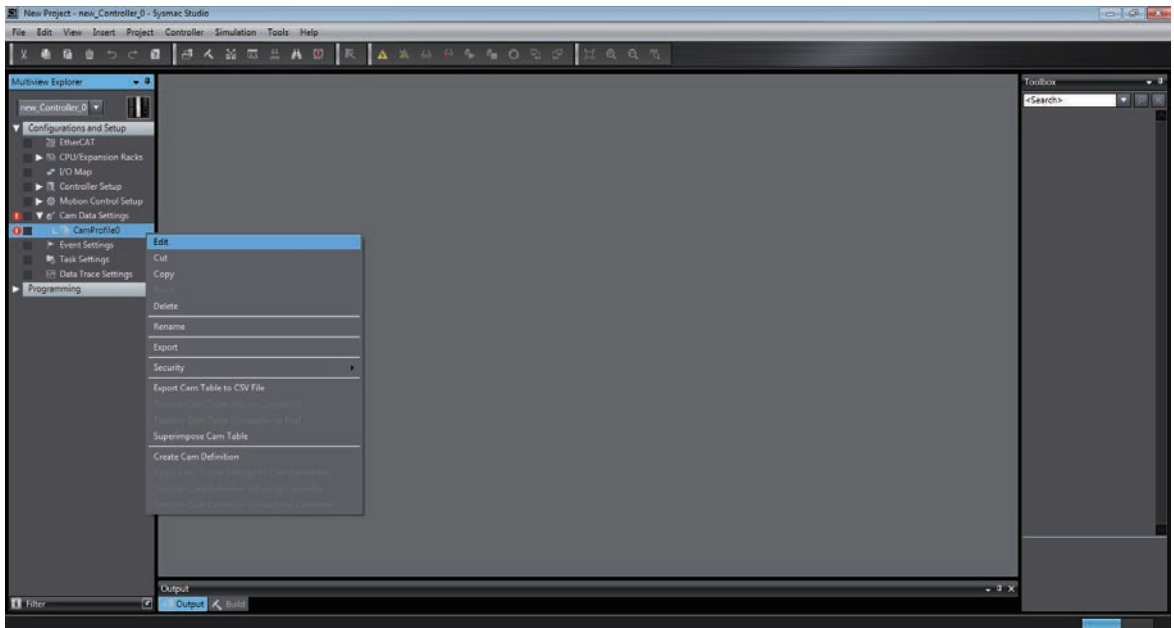 New Project - new_Controller_0 - Sysmac Studio
File Edit View Insert Project Controller Simulation Tools Help
Multiview Explorer
new_Controller_0
Configurations and Setup
EtherCAT
CPU/Expansion Racks
I/O Map
Controller Setup
Motion Control Setup
Cam Data Settings
CamProfile0
Event Settings
Task Settings
Data Trace Settings
Programming
Filter
Edit
Cut
Copy
Delete
Rename
Export
Security
Export Cam Table to CSV File
Superimpose Cam Table
Create Cam Definition
Output
Output Build
Toolbox
<Search>